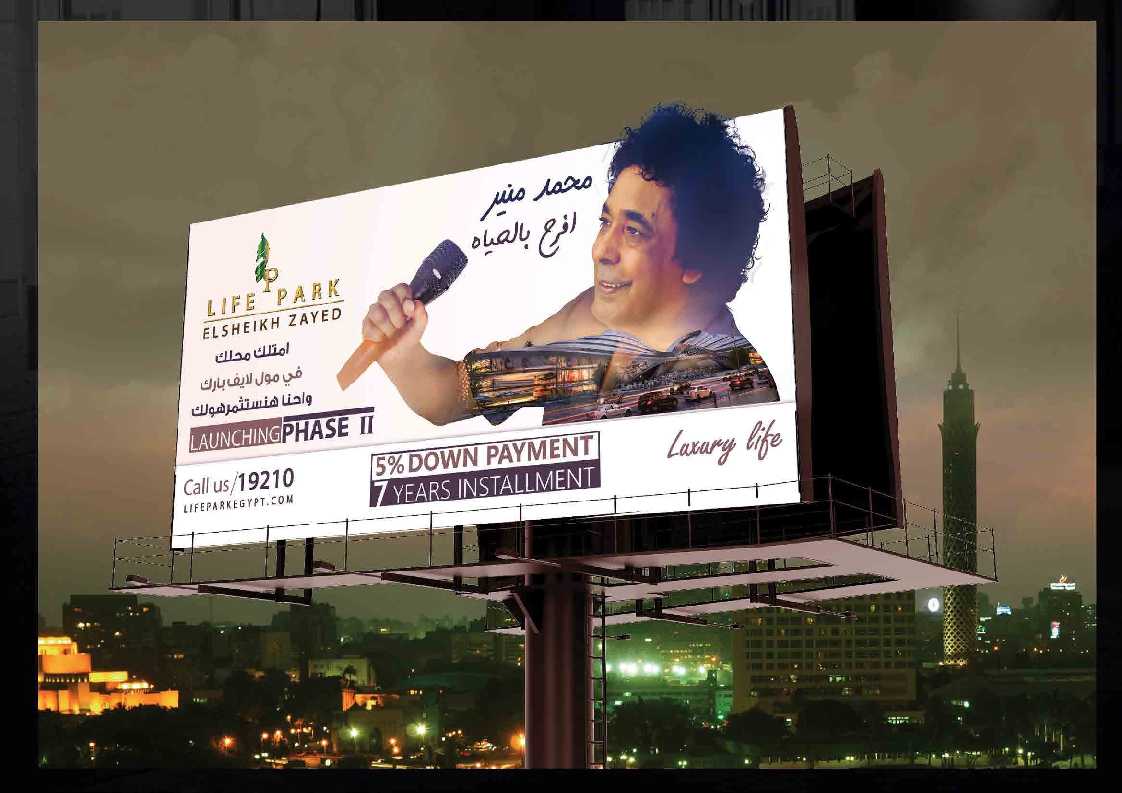 محمد منير
افرح بالحياه
LIFE PARK
ELSHEIKH ZAYED
امتلك محلك
في مول لايف بارك
واحنا هنستثمرهولك
LAUNCHING PHASE II
Call us/19210
LIFEPARKEGYPT.COM
5% DOWN PAYMENT
7 YEARS INSTALLMENT
Luxury life